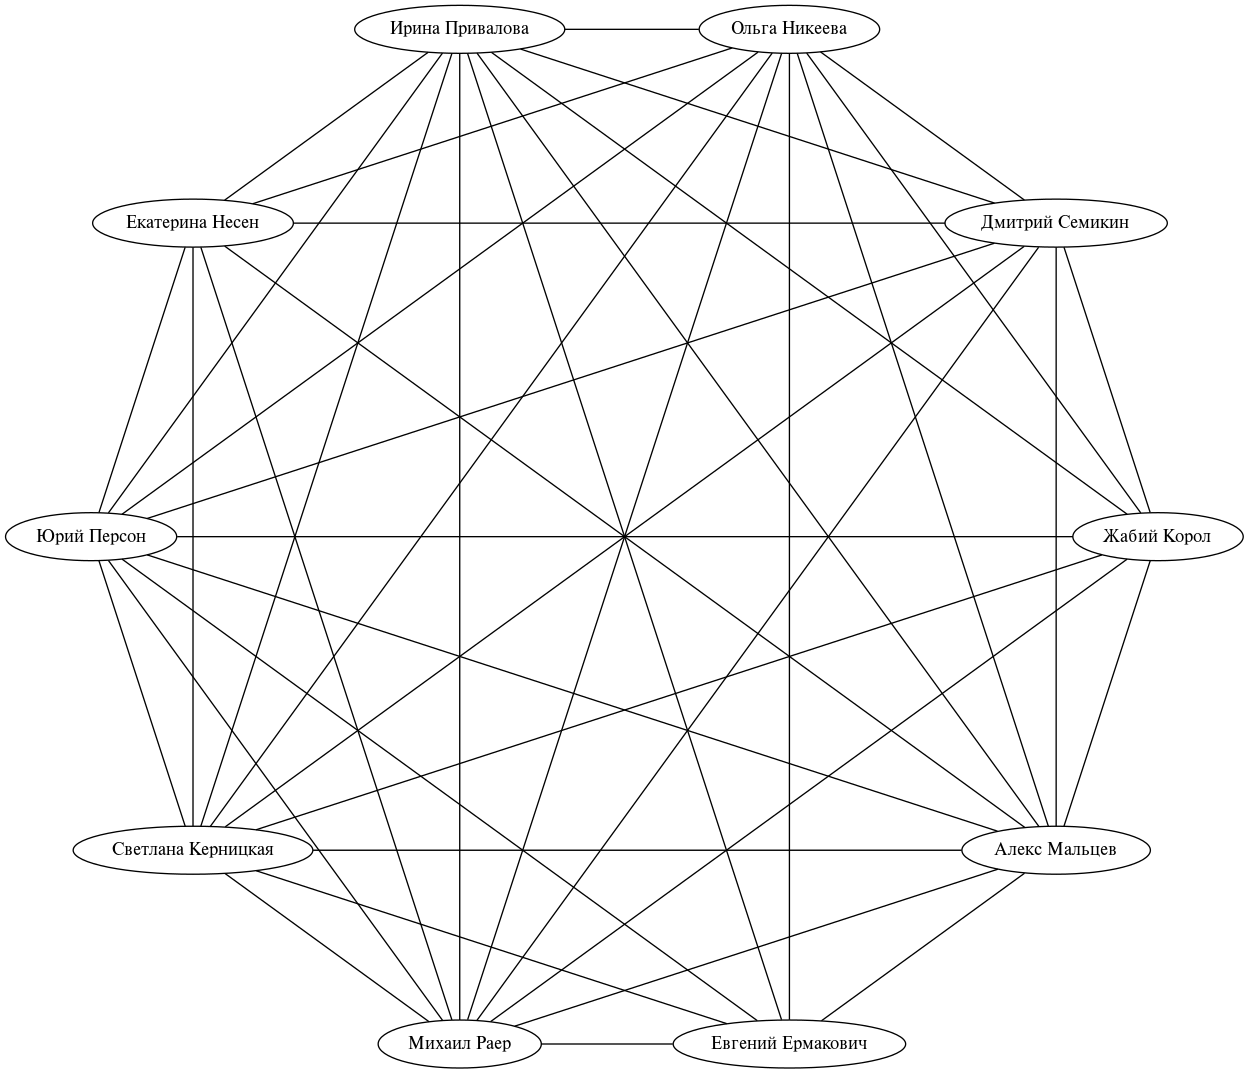 Ирина Привалова
Ольга Никеева
Екатерина Несен
Дмитрий Семикин
Юрий Персон
Жабий Король
Светлана Керницкая
Алекс Мальцев
Михаил Раер
Евгений Ермакович